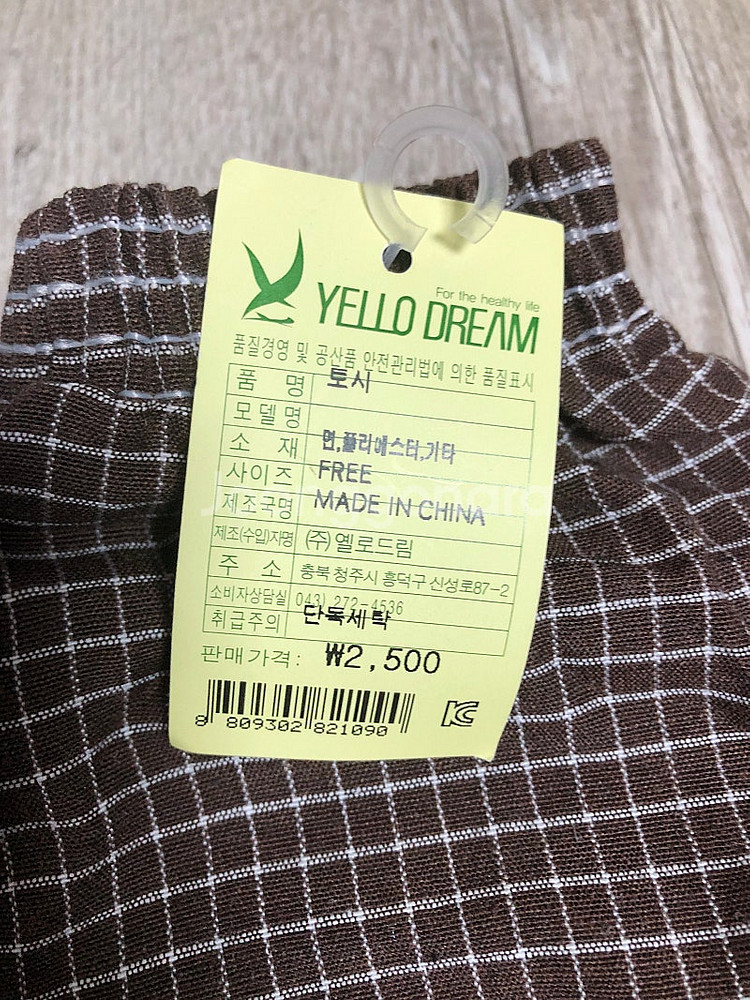 For the healthy life
YELLO DREAM
품질경영 및 공산품 안전관리법에 의한 품질표시
품 명 토시
모델명
소 재 면,폴리에스터,기타
사이즈 FREE
제조국명 MADE IN CHINA
제조(수입)자명 (주)옐로드림
주 소 충북 청주시 흥덕구 신성로87-2
소비자상담실 043) 272-4536
취급주의 단독세탁
판매가격: ₩2,500
8 809302 821090